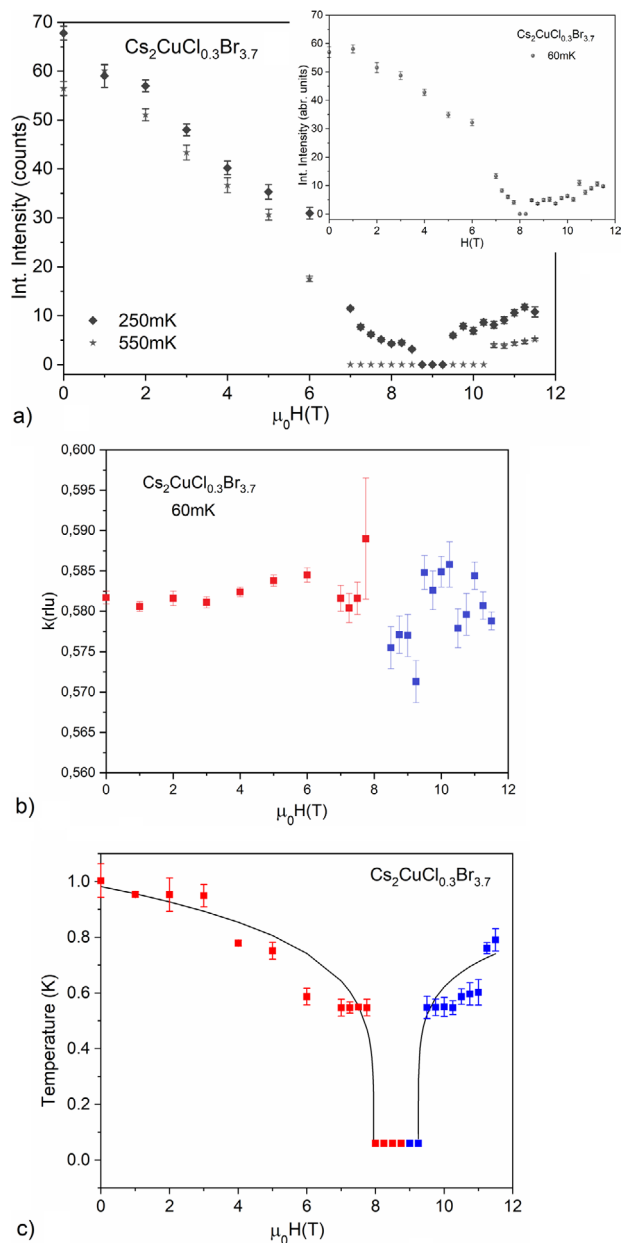 70
60
50
40
30
20
10
0
Int. Intensity (counts)
Cs₂CuCl₀.₃Br₃.₇
250mK
550mK
0 2 4 6 8 10 12
μ₀H(T)
a)
60
50
40
30
20
10
0
Int. Intensity (abr. units)
Cs₂CuCl₀.₃Br₃.₇
60mK
0 2 4 6 8 10 12
H(T)
0,600
0,595
0,590
0,585
0,580
0,575
0,570
0,565
0,560
k(rlu)
Cs₂CuCl₀.₃Br₃.₇
60mK
0 2 4 6 8 10 12
μ₀H(T)
b)
1.0
0.8
0.6
0.4
0.2
0.0
Temperature (K)
Cs₂CuCl₀.₃Br₃.₇
0 2 4 6 8 10 12
μ₀H(T)
c)